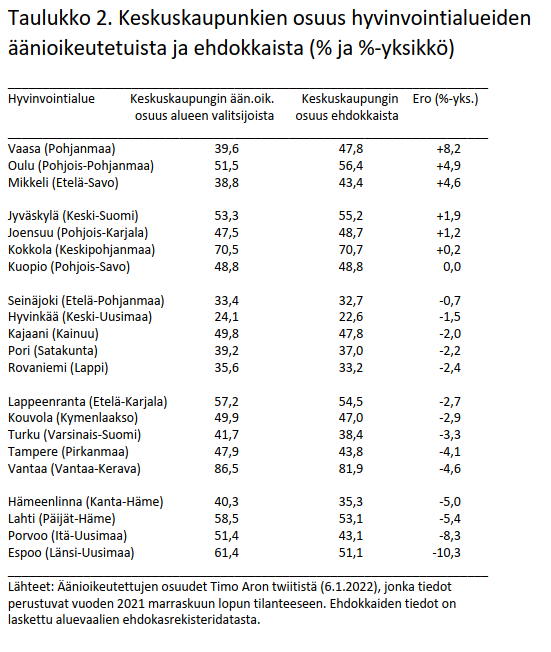 Taulukko 2. Keskuskaupunkien osuus hyvinvointialueiden
äänioikeutetuista ja ehdokkaista (% ja %-yksikkö)
Hyvinvointialue Keskuskaupungin ään.oik. Keskuskaupungin Ero (%-yks.)
osuus alueen valitsijoista osuus ehdokkaista
Vaasa (Pohjanmaa) 39,6 47,8 +8,2
Oulu (Pohjois-Pohjanmaa) 51,5 56,4 +4,9
Mikkeli (Etelä-Savo) 38,8 43,4 +4,6
Jyväskylä (Keski-Suomi) 53,3 55,2 +1,9
Joensuu (Pohjois-Karjala) 47,5 48,7 +1,2
Kokkola (Keskipohjanmaa) 70,5 70,7 +0,2
Kuopio (Pohjois-Savo) 48,8 48,8 0,0
Seinäjoki (Etelä-Pohjanmaa) 33,4 32,7 -0,7
Hyvinkää (Keski-Uusimaa) 24,1 22,6 -1,5
Kajaani (Kainuu) 49,8 47,8 -2,0
Pori (Satakunta) 39,2 37,0 -2,2
Rovaniemi (Lappi) 35,6 33,2 -2,4
Lappeenranta (Etelä-Karjala) 57,2 54,5 -2,7
Kouvola (Kymenlaakso) 49,9 47,0 -2,9
Turku (Varsinais-Suomi) 41,7 38,4 -3,3
Tampere (Pirkanmaa) 47,9 43,8 -4,1
Vantaa (Vantaa-Kerava) 86,5 81,9 -4,6
Hämeenlinna (Kanta-Häme) 40,3 35,3 -5,0
Lahti (Päijät-Häme) 58,5 53,1 -5,4
Porvoo (Itä-Uusimaa) 51,4 43,1 -8,3
Espoo (Länsi-Uusimaa) 61,4 51,1 -10,3
Lähteet: Äänioikeutettujen osuudet Timo Aron twiitistä (6.1.2022), jonka tiedot
perustuvat vuoden 2021 marraskuun lopun tilanteeseen. Ehdokkaiden tiedot on
laskettu aluevaalien ehdokasrekisteridatasta.